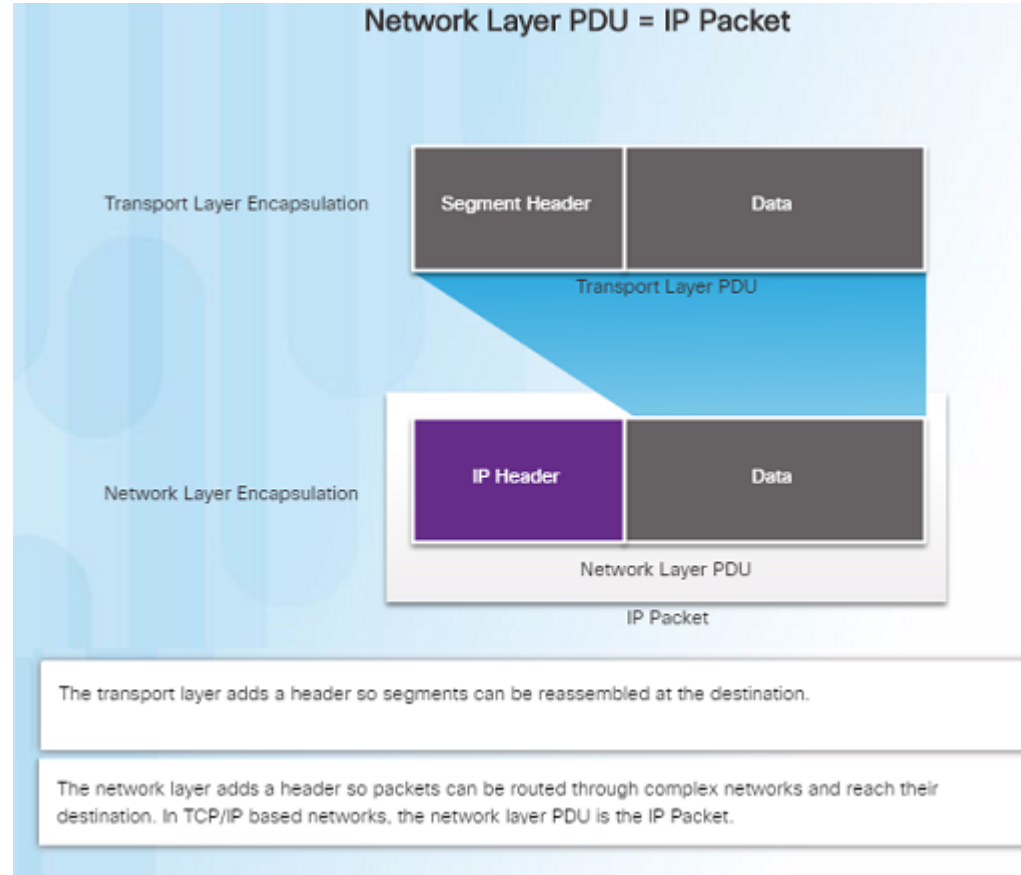 Network Layer PDU = IP Packet
Transport Layer Encapsulation
Segment Header
Data
Transport Layer PDU
Network Layer Encapsulation
IP Header
Data
Network Layer PDU
IP Packet
The transport layer adds a header so segments can be reassembled at the destination.
The network layer adds a header so packets can be routed through complex networks and reach their
destination. In TCP/IP based networks, the network layer PDU is the IP Packet.